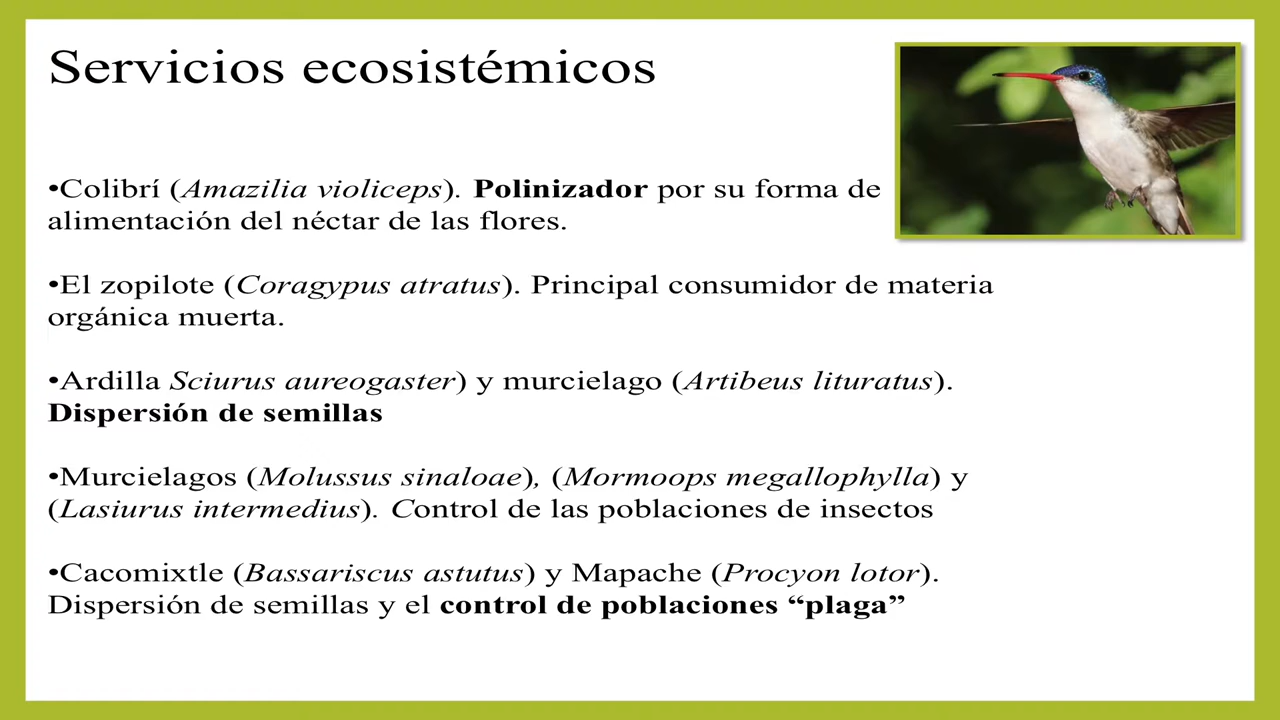 Servicios ecosistémicos
•Colibrí (Amazilia violiceps). Polinizador por su forma de
alimentación del néctar de las flores.
•El zopilote (Coragypus atratus). Principal consumidor de materia
orgánica muerta.
•Ardilla Sciurus aureogaster) y murcielago (Artibeus lituratus).
Dispersión de semillas
•Murcielagos (Molussus sinaloae), (Mormoops megallophylla) y
(Lasiurus intermedius). Control de las poblaciones de insectos
•Cacomixtle (Bassariscus astutus) y Mapache (Procyon lotor).
Dispersión de semillas y el control de poblaciones “plaga”